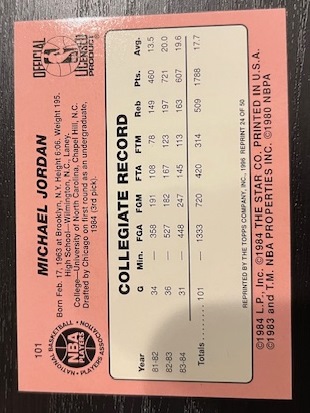 101
NATIONAL BASKETBALL
NBA
PLAYERS
PLAYERS ASSOCIATION
MICHAEL JORDAN
OFFICIAL
NBA
LICENSED
PRODUCT
Born Feb. 17, 1963 at Brooklyn, N.Y. Height 6:06. Weight 195.
High School—Wilmington, N.C., Laney.
College—University of North Carolina, Chapel Hill, N.C.
Drafted by Chicago on first round as an undergraduate,
1984 (3rd pick).
COLLEGIATE RECORD
Year G Min. FGA FGM FTA FTM Reb Pts. Avg.
81-82 34 — 358 191 108 78 149 460 13.5
82-83 36 — 527 282 167 123 197 721 20.0
83-84 31 — 448 247 145 113 163 607 19.6
Totals ........ 101 — 1333 720 420 314 509 1788 17.7
REPRINTED BY THE TOPPS COMPANY, INC., 1996 REPRINT 24 OF 50
©1984 L.P., Inc. ©1984 THE STAR CO. PRINTED IN U.S.A.
©1983 and T.M. NBA PROPERTIES INC. ©1980 NBPA